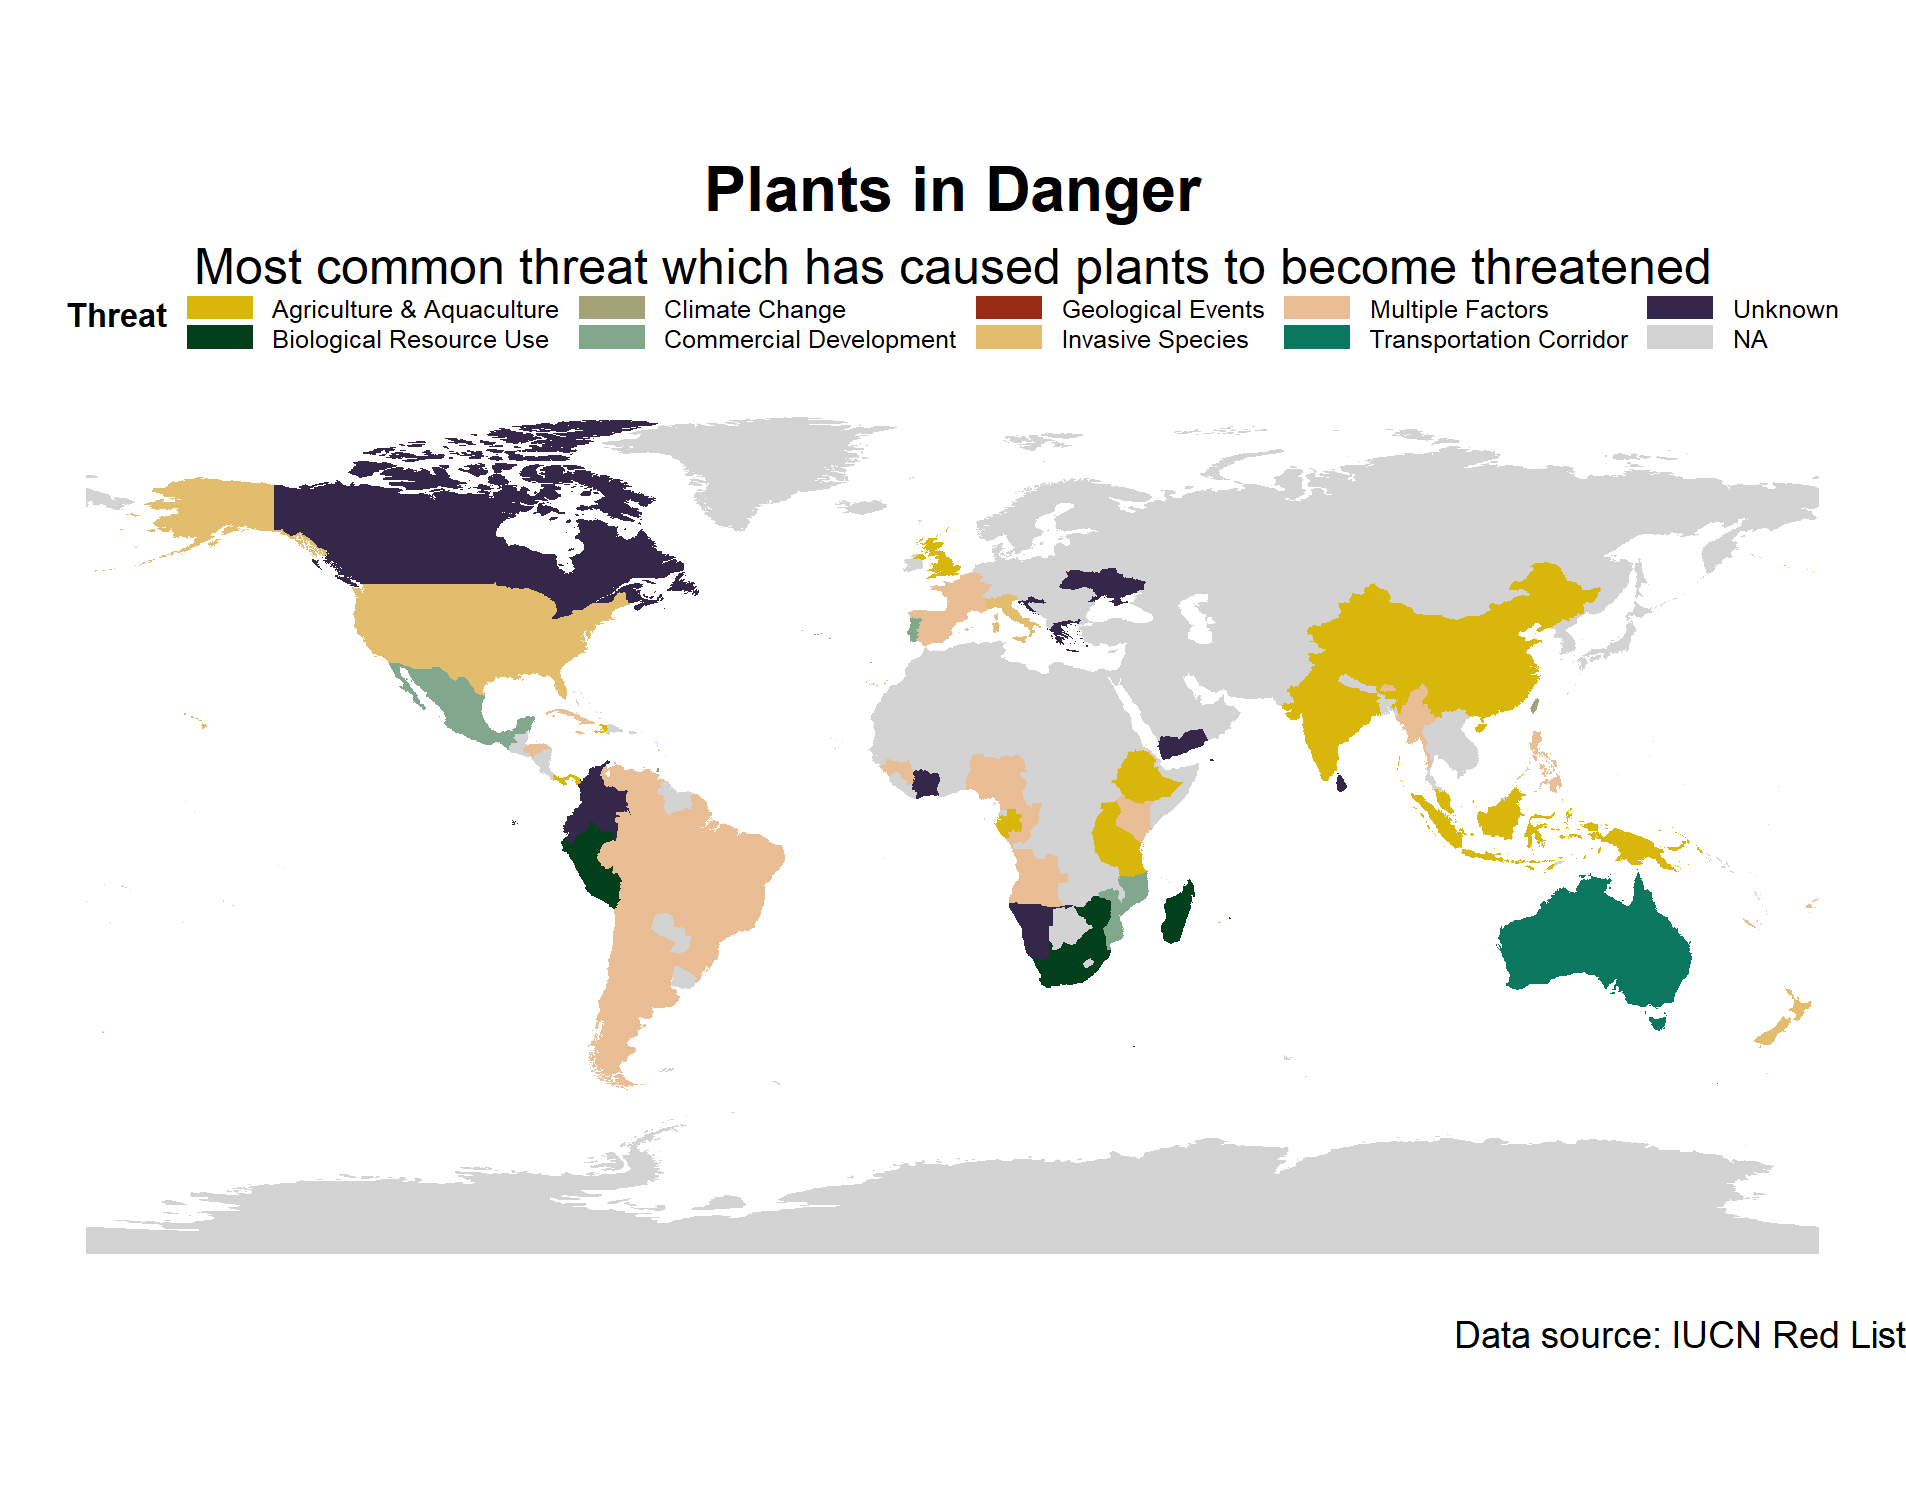 Plants in Danger
Most common threat which has caused plants to become threatened
Threat
Agriculture & Aquaculture
Biological Resource Use
Climate Change
Commercial Development
Geological Events
Invasive Species
Multiple Factors
Transportation Corridor
Unknown
NA
Data source: IUCN Red List